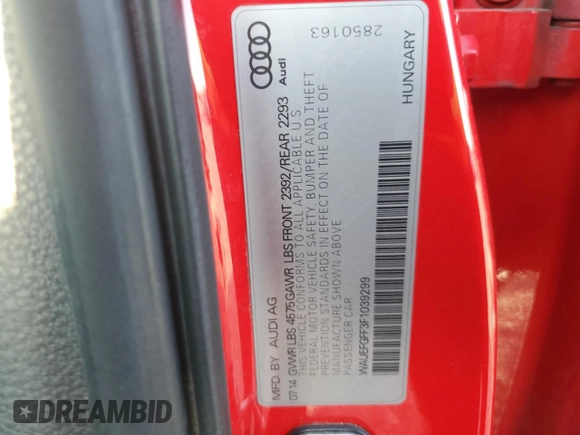 2850163
Audi
HUNGARY
MFD. BY AUDI AG
07 14 GVWR LBS 4575 GAWR LBS FRONT 2392/REAR 2293
THIS VEHICLE CONFORMS TO ALL APPLICABLE U.S.
FEDERAL MOTOR VEHICLE SAFETY, BUMPER AND THEFT
PREVENTION STANDARDS IN EFFECT ON THE DATE OF
MANUFACTURE SHOWN ABOVE
PASSENGER CAR
WAUEFGFF3F1039299
DREAMBID